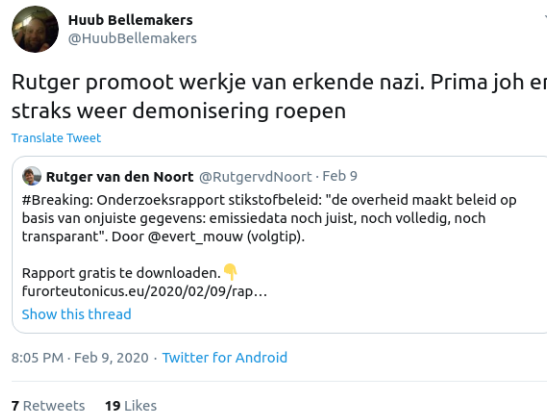 Huub Bellemakers
@HuubBellemakers
Rutger promoot werkje van erkende nazi. Prima joh en
straks weer demonisering roepen
Translate Tweet
Rutger van den Noort @RutgervdNoort · Feb 9
#Breaking: Onderzoeksrapport stikstofbeleid: "de overheid maakt beleid op
basis van onjuiste gegevens: emissiedata noch juist, noch volledig, noch
transparant". Door @evert_mouw (volgtip).
Rapport gratis te downloaden. 👇
furorteutonicus.eu/2020/02/09/rap…
Show this thread
8:05 PM · Feb 9, 2020 · Twitter for Android
7 Retweets 19 Likes